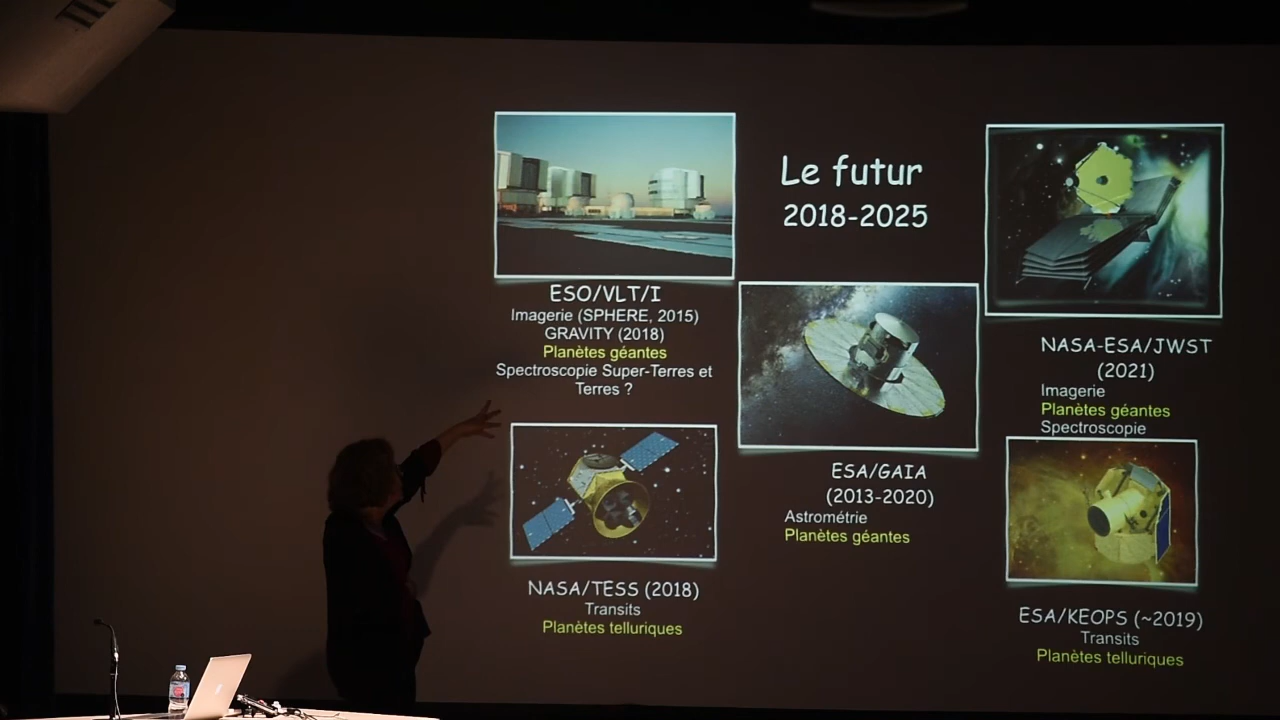 Le futur
2018-2025
ESO/VLT/I
Imagerie (SPHERE, 2015)
GRAVITY (2018)
Planètes géantes
Spectroscopie Super-Terres et
Terres ?
NASA-ESA/JWST
(2021)
Imagerie
Planètes géantes
Spectroscopie
ESA/GAIA
(2013-2020)
Astrométrie
Planètes géantes
NASA/TESS (2018)
Transits
Planètes telluriques
ESA/KEOPS (~2019)
Transits
Planètes telluriques